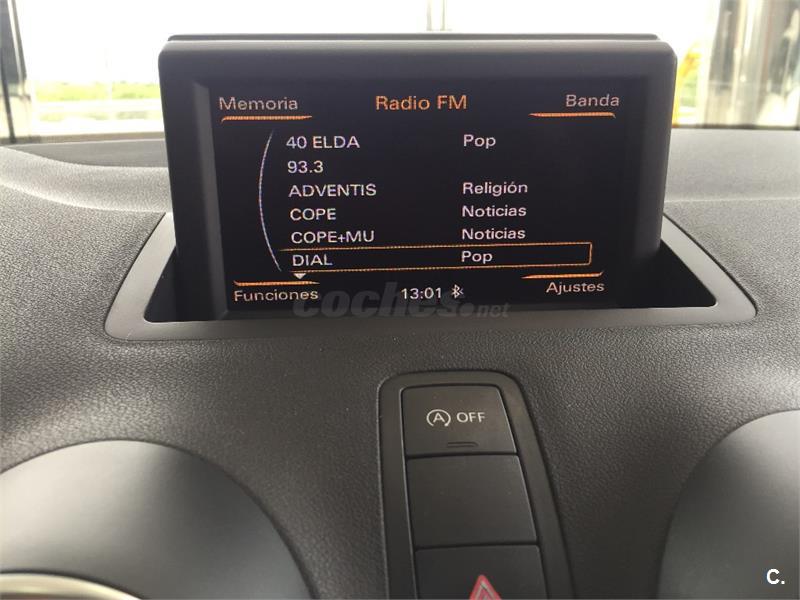 Memoria Radio FM Banda
40 ELDA Pop
93.3
ADVENTIS Religión
COPE Noticias
COPE+MU Noticias
DIAL Pop
Funciones 13:01 Ajustes
coches.net
A OFF
C.